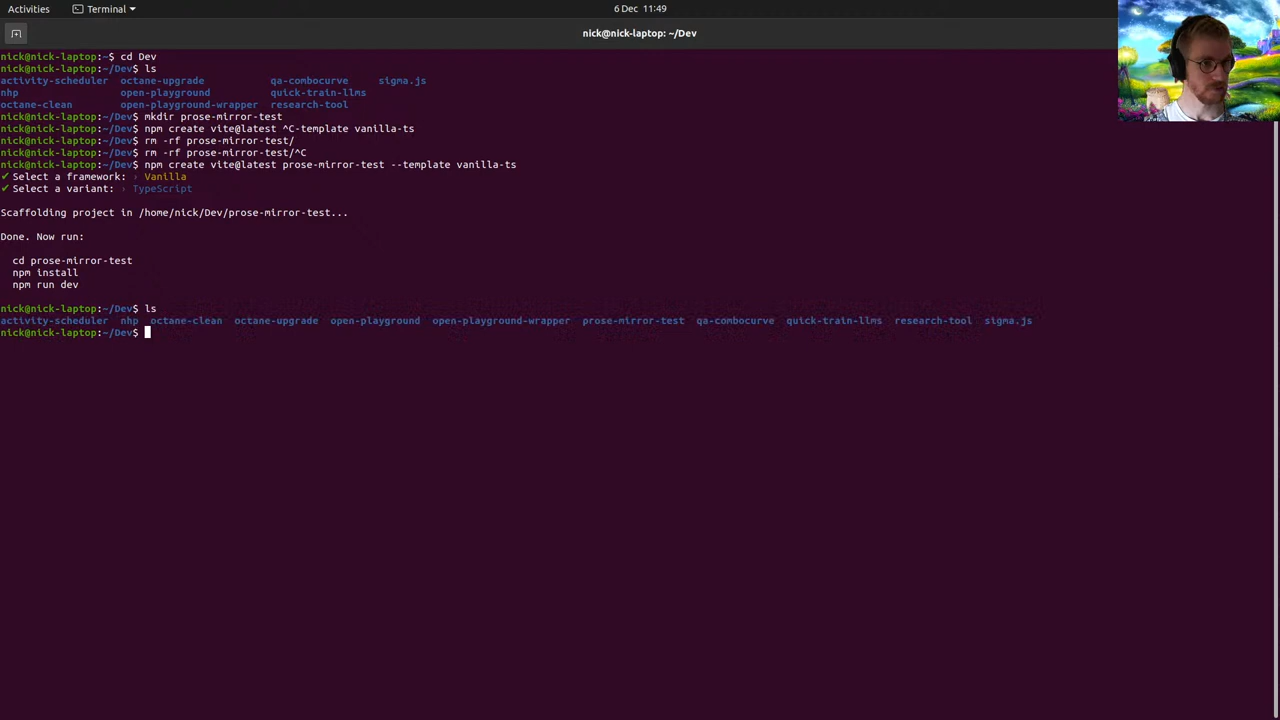 Activities Terminal 6 Dec 11:49
nick@nick-laptop: ~/Dev
nick@nick-laptop:~$ cd Dev
nick@nick-laptop:~/Dev$ ls
activity-scheduler octane-upgrade qa-combocurve sigma.js
nhp open-playground quick-train-llms
octane-clean open-playground-wrapper research-tool
nick@nick-laptop:~/Dev$ mkdir prose-mirror-test
nick@nick-laptop:~/Dev$ npm create vite@latest ^C-template vanilla-ts
nick@nick-laptop:~/Dev$ rm -rf prose-mirror-test/
nick@nick-laptop:~/Dev$ rm -rf prose-mirror-test/^C
nick@nick-laptop:~/Dev$ npm create vite@latest prose-mirror-test --template vanilla-ts
✔ Select a framework: › Vanilla
✔ Select a variant: › TypeScript
Scaffolding project in /home/nick/Dev/prose-mirror-test...
Done. Now run:
cd prose-mirror-test
npm install
npm run dev
nick@nick-laptop:~/Dev$ ls
activity-scheduler nhp octane-clean octane-upgrade open-playground open-playground-wrapper prose-mirror-test qa-combocurve quick-train-llms research-tool sigma.js
nick@nick-laptop:~/Dev$